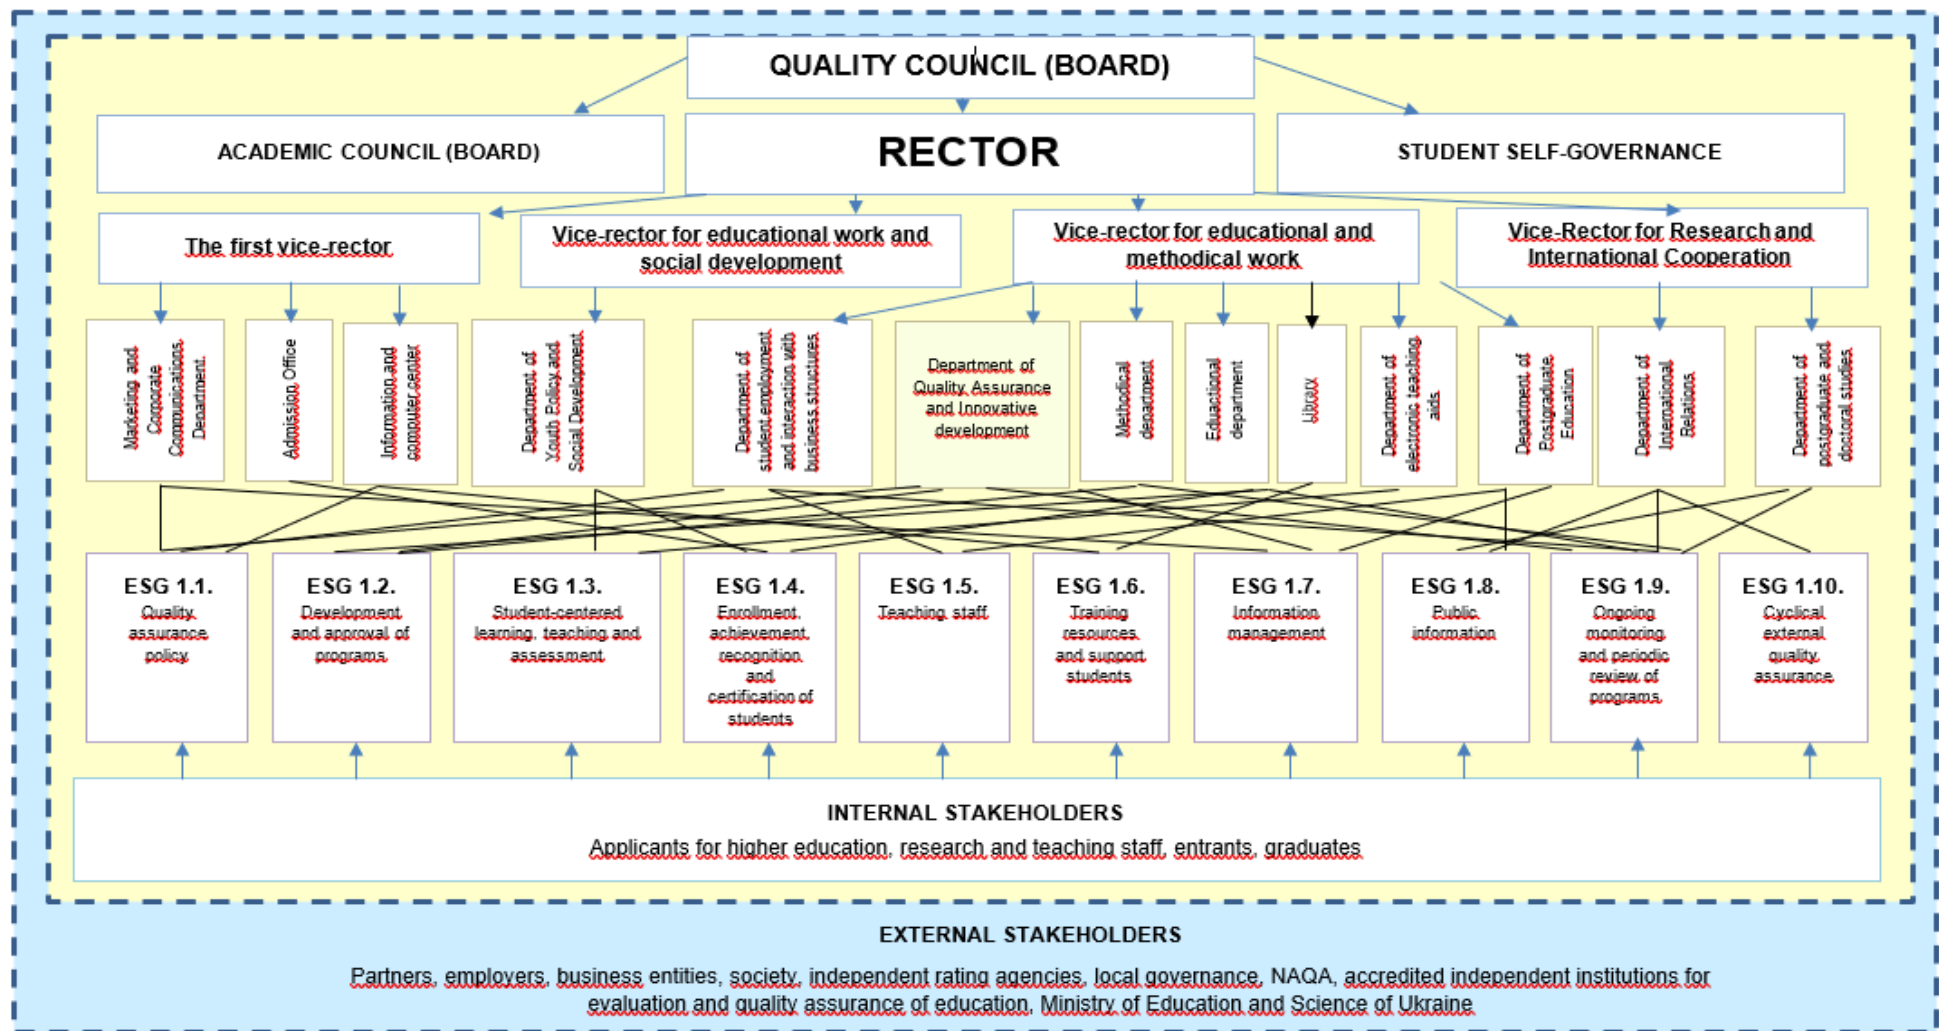 QUALITY COUNCIL (BOARD)
ACADEMIC COUNCIL (BOARD)
RECTOR
STUDENT SELF-GOVERNANCE
The first vice-rector
Vice-rector for educational work and
social development
Vice-rector for educational and
methodical work
Vice-Rector for Research and
International Cooperation
Marketing and
Corporate
Communications
Department.
Admission Office
Information and
computer center
Department of
Youth Policy and
Social Development
Department of
student employment
and interaction with
business structures
Department of
Quality Assurance
and Innovative
development
Methodical
department
Eduactional
department
Library
Department of
electronic teaching
aids
Department of
Postgraduate
Education
Department of
International
Relations
Department of
postgraduate and
doctoral studies
ESG 1.1.
Quality
assurance
policy
ESG 1.2.
Development
and approval of
programs
ESG 1.3.
Student-centered
learning, teaching and
assessment
ESG 1.4.
Enrollment,
achievement,
recognition
and
certification of
students
ESG 1.5.
Teaching staff
ESG 1.6.
Training
resources
and support
students
ESG 1.7.
Information
management
ESG 1.8.
Public
information
ESG 1.9.
Ongoing
monitoring
and periodic
review of
programs
ESG 1.10.
Cyclical
external
quality
assurance
INTERNAL STAKEHOLDERS
Applicants for higher education, research and teaching staff, entrants, graduates
EXTERNAL STAKEHOLDERS
Partners, employers, business entities, society, independent rating agencies, local governance, NAQA, accredited independent institutions for
evaluation and quality assurance of education, Ministry of Education and Science of Ukraine